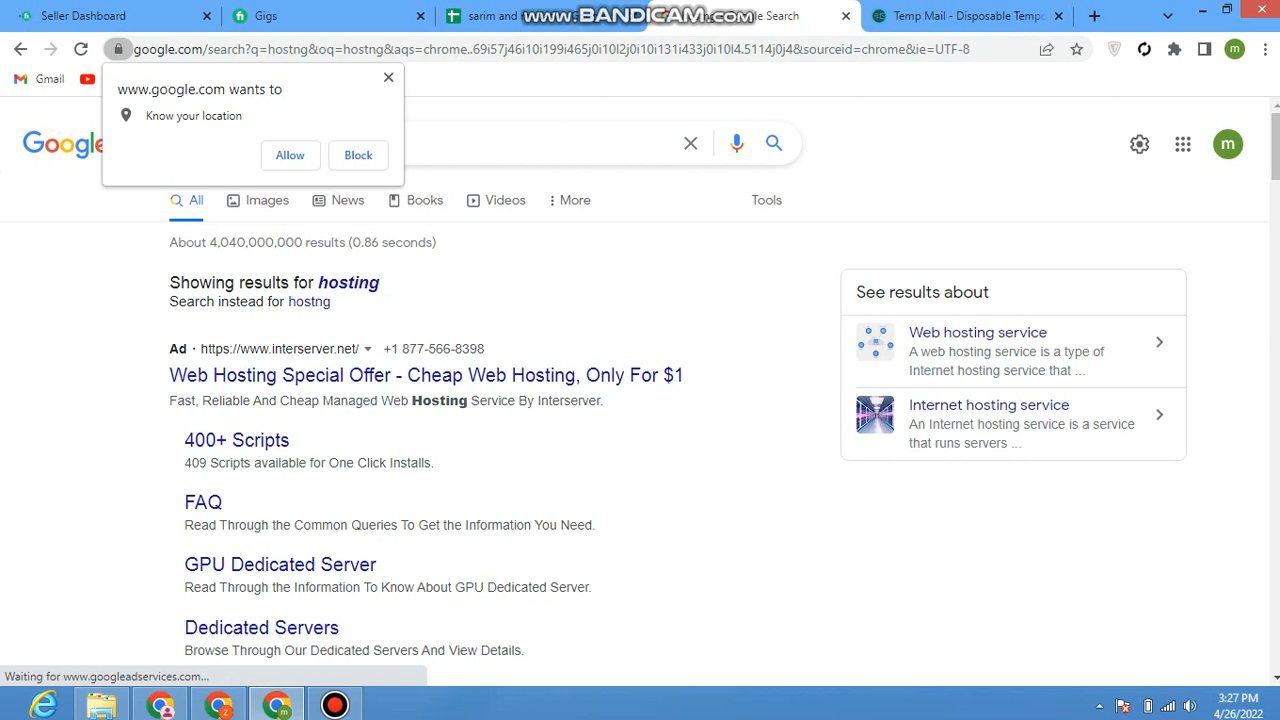 Seller Dashboard
Gigs
sarim and
WWW.BANDICAM.COM
Search
Temp Mail - Disposable Tempo
google.com/search?q=hostng&oq=hostng&aqs=chrome..69i57j46i10i199i465j0i10l2j0i10i131i433j0i10l4.5114j0j4&sourceid=chrome&ie=UTF-8
m
Gmail
www.google.com wants to
Know your location
Allow
Block
Google
m
All
Images
News
Books
Videos
More
Tools
About 4,040,000,000 results (0.86 seconds)
Showing results for hosting
Search instead for hostng
Ad · https://www.interserver.net/ +1 877-566-8398
Web Hosting Special Offer - Cheap Web Hosting, Only For $1
Fast, Reliable And Cheap Managed Web Hosting Service By Interserver.
400+ Scripts
409 Scripts available for One Click Installs.
FAQ
Read Through the Common Queries To Get the Information You Need.
GPU Dedicated Server
Read Through the Information To Know About GPU Dedicated Server.
Dedicated Servers
Browse Through Our Dedicated Servers And View Details.
See results about
Web hosting service
A web hosting service is a type of
Internet hosting service that ...
Internet hosting service
An Internet hosting service is a service
that runs servers ...
Waiting for www.googleadservices.com...
2
m
3:27 PM
4/26/2022